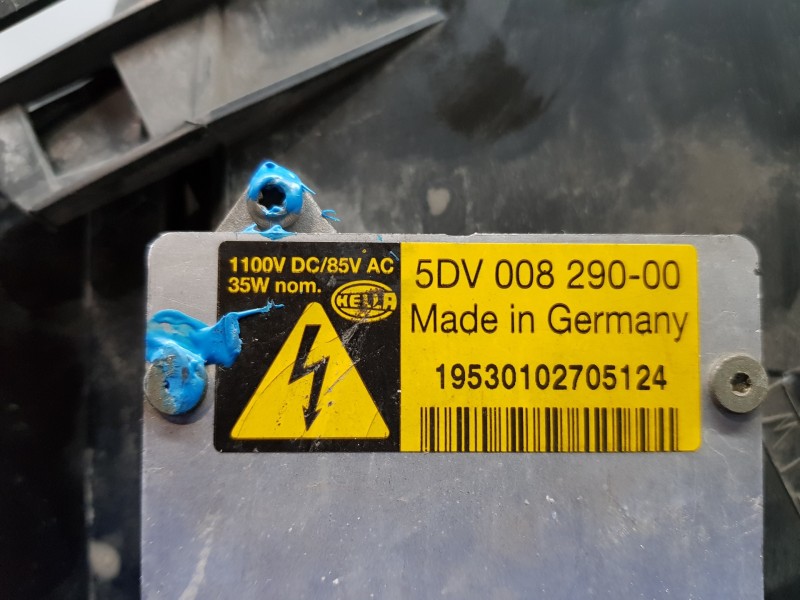 1100V DC/85V AC
35W nom.
HELLA
5DV 008 290-00
Made in Germany
19530102705124